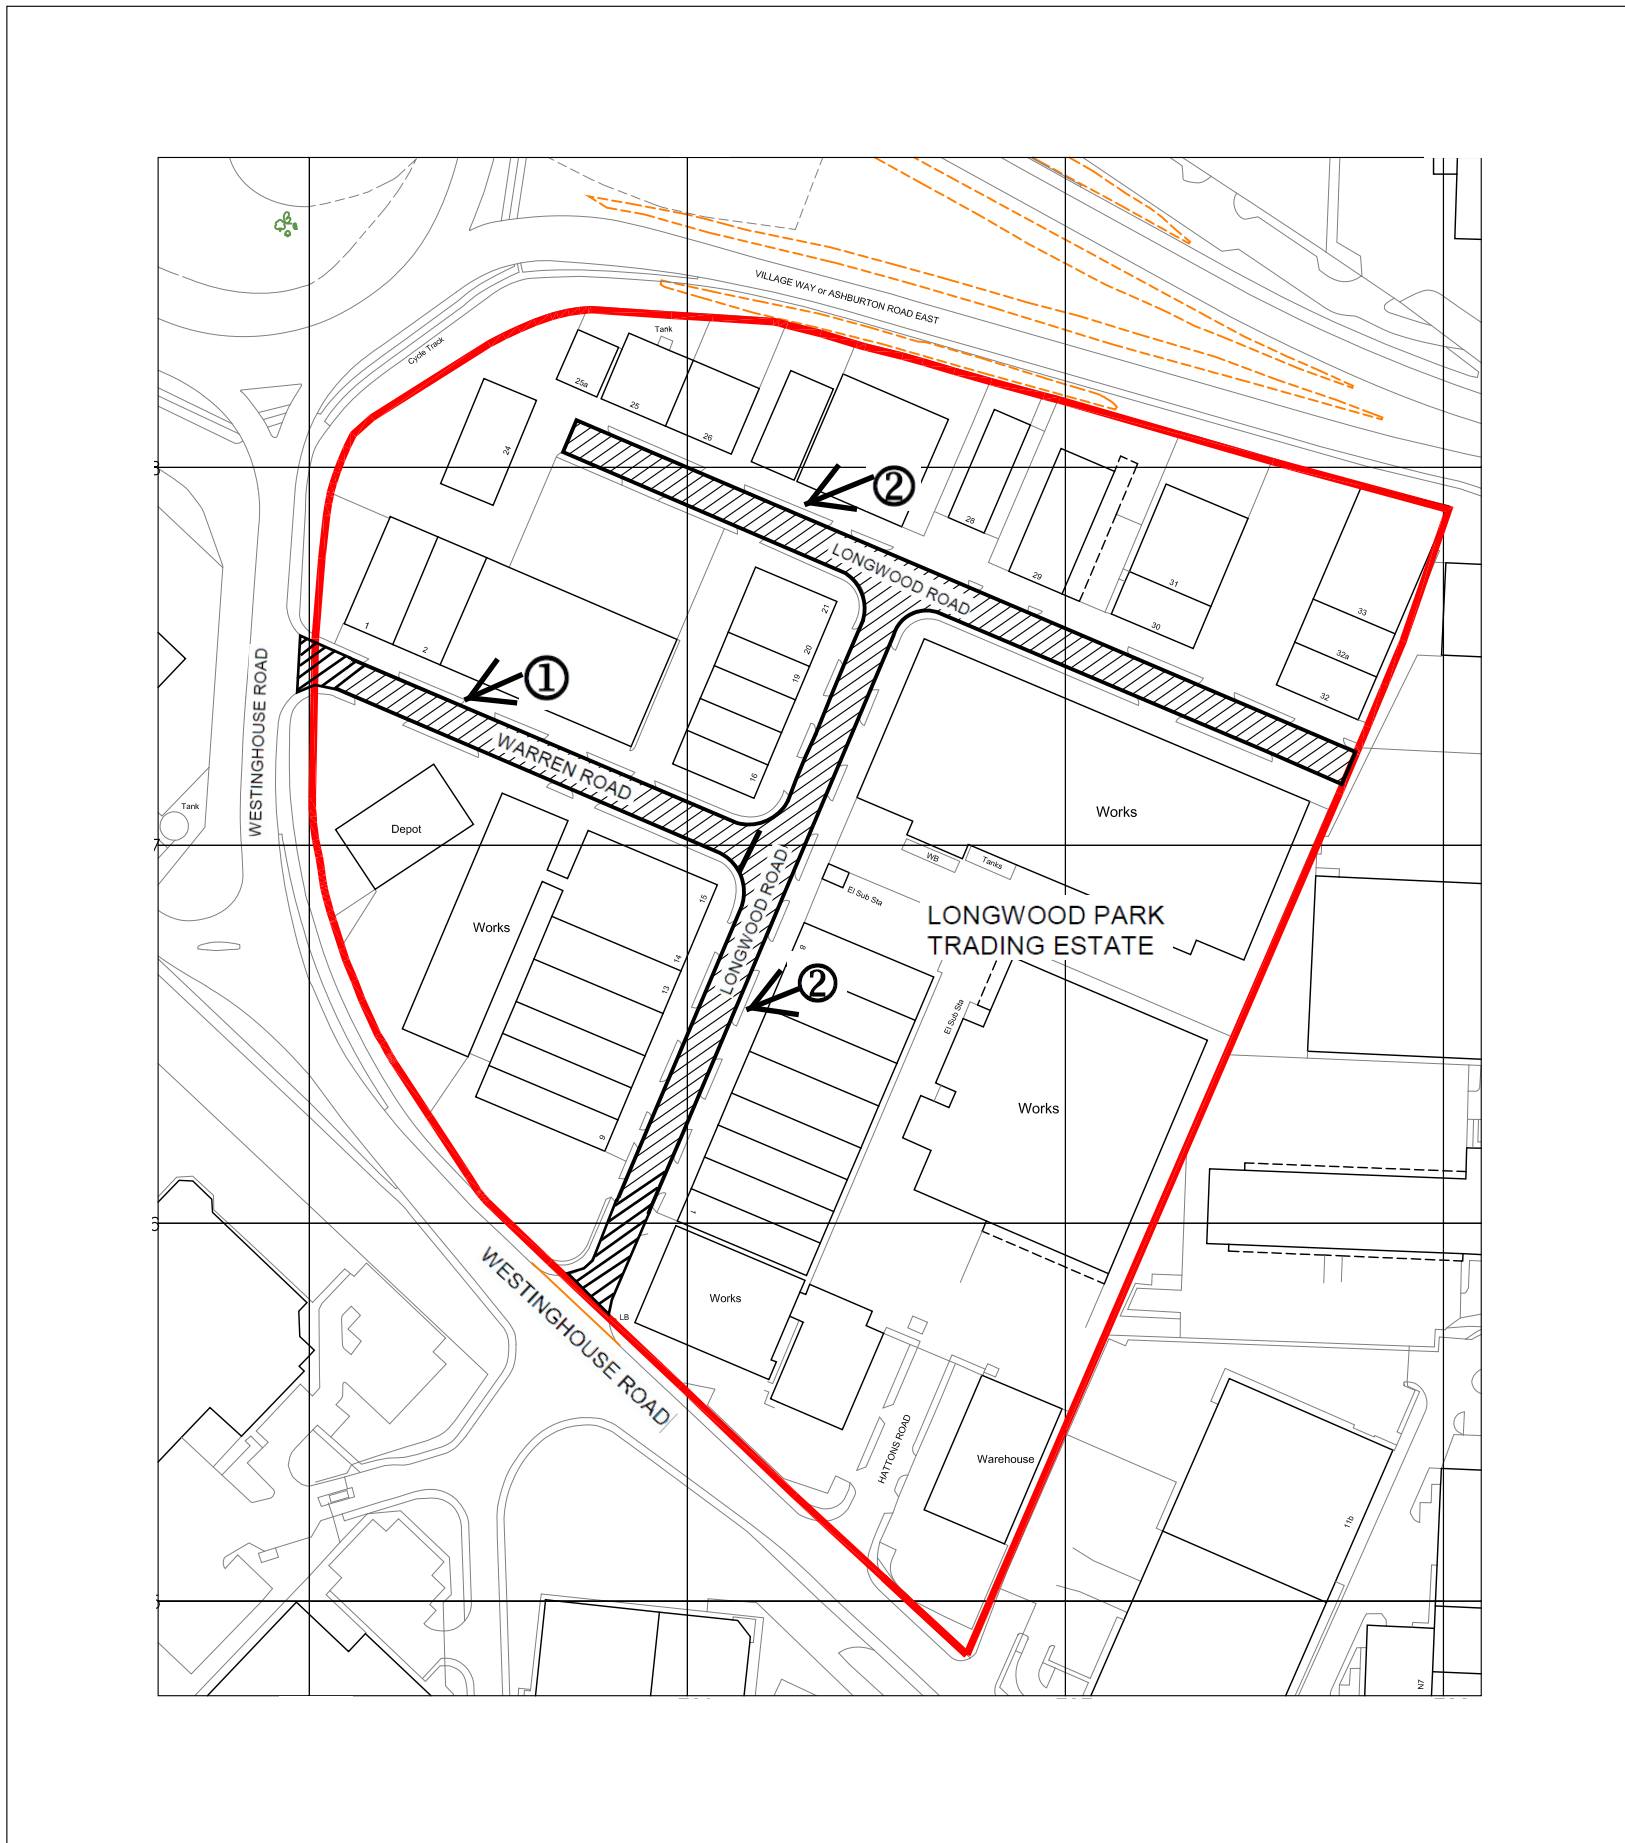 VILLAGE WAY or ASHBURTON ROAD EAST
Cycle Track
Tank
25a
25
26
24
②
28
29
31
30
33
32a
32
LONGWOOD ROAD
1
2
21
20
19
16
①
WARREN ROAD
WESTINGHOUSE ROAD
Tank
Depot
Works
WB
Tanks
El Sub Sta
LONGWOOD ROAD
LONGWOOD PARK
TRADING ESTATE
Works
15
14
13
9
8
②
El Sub Sta
Works
1
Works
LB
WESTINGHOUSE ROAD
HATTONS ROAD
Warehouse
11b
N7